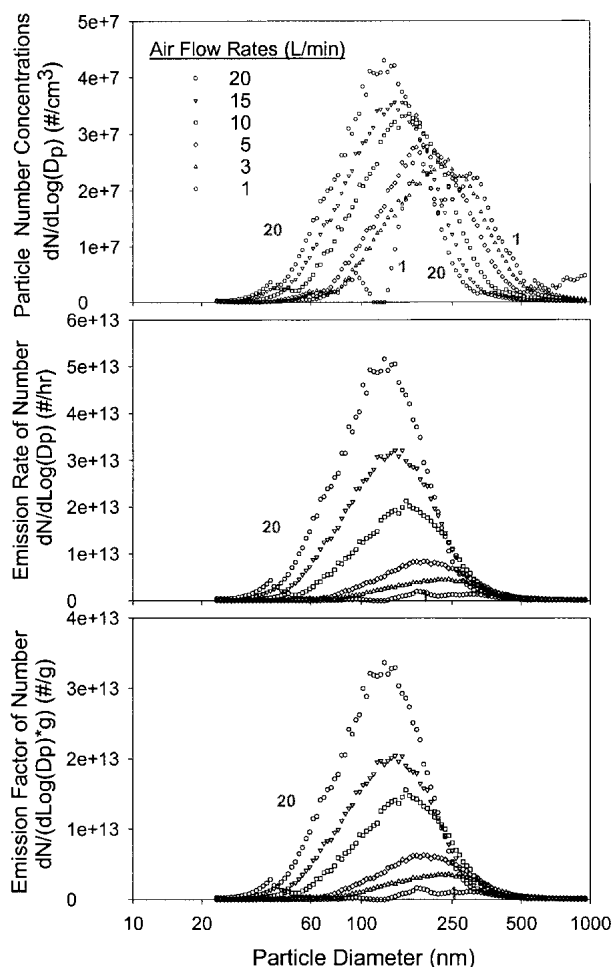 Particle Number Concentrations
dN/dLog(Dp) (#/cm³)
5e+7
4e+7
3e+7
2e+7
1e+7
0
Air Flow Rates (L/min)
20
15
10
5
3
1
20
1
20
1
Emission Rate of Number
dN/dLog(Dp) (#/hr)
6e+13
5e+13
4e+13
3e+13
2e+13
1e+13
0
20
Emission Factor of Number
dN/(dLog(Dp)*g) (#/g)
4e+13
3e+13
2e+13
1e+13
0
20
10 20 60 100 250 500 1000
Particle Diameter (nm)